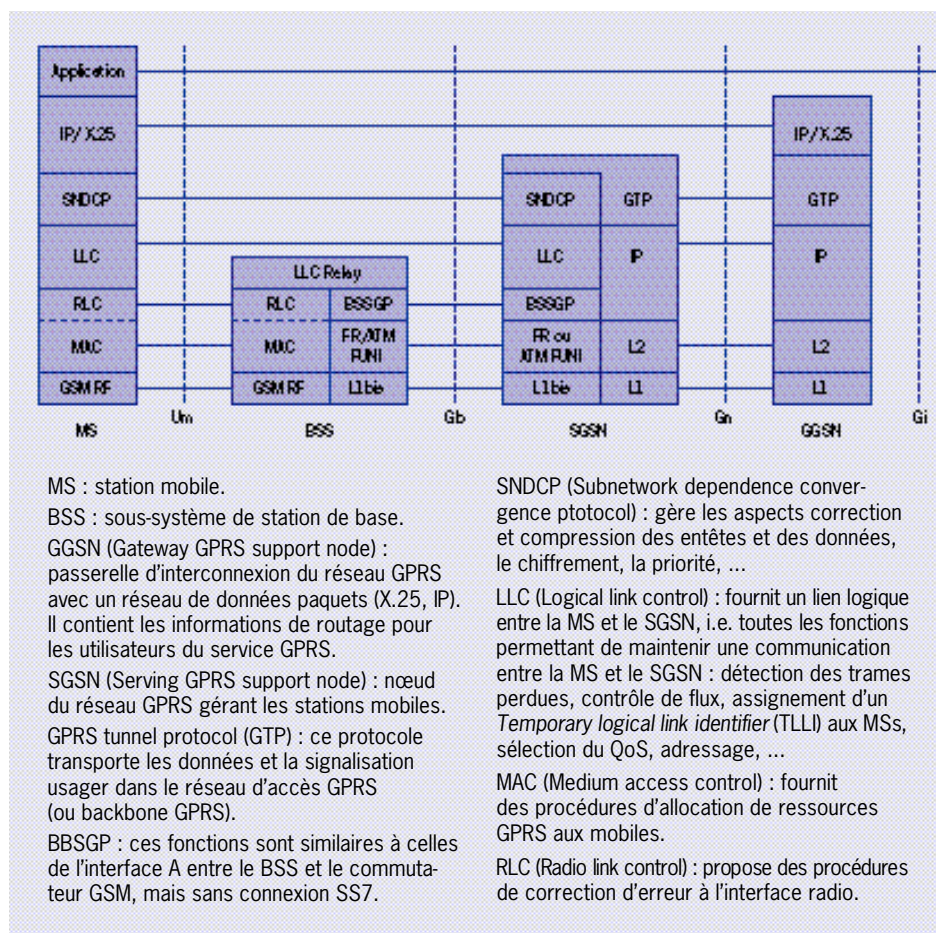 Application
IP/ X.25 IP/ X.25
SNDCP SNDCP GTP GTP
LLC LLC IP IP
LLC Relay
RLC RLC BSSGP BSSGP
MAC MAC FR/ATM FUNI FR ou ATM FUNI L2 L2
GSM RF GSM RF L1bis L1bis L1 L1
Um Gb Gn Gi
MS BSS SGSN GGSN
MS : station mobile.
BSS : sous-système de station de base.
GGSN (Gateway GPRS support node) :
passerelle d'interconnexion du réseau GPRS
avec un réseau de données paquets (X.25, IP).
Il contient les informations de routage pour
les utilisateurs du service GPRS.
SGSN (Serving GPRS support node) : nœud
du réseau GPRS gérant les stations mobiles.
GPRS tunnel protocol (GTP) : ce protocole
transporte les données et la signalisation
usager dans le réseau d'accès GPRS
(ou backbone GPRS).
BBSGP : ces fonctions sont similaires à celles
de l'interface A entre le BSS et le commuta-
teur GSM, mais sans connexion SS7.
SNDCP (Subnetwork dependence conver-
gence ptotocol) : gère les aspects correction
et compression des entêtes et des données,
le chiffrement, la priorité, ...
LLC (Logical link control) : fournit un lien logique
entre la MS et le SGSN, i.e. toutes les fonctions
permettant de maintenir une communication
entre la MS et le SGSN : détection des trames
perdues, contrôle de flux, assignement d'un
Temporary logical link identifier (TLLI) aux MSs,
sélection du QoS, adressage, ...
MAC (Medium access control) : fournit
des procédures d'allocation de ressources
GPRS aux mobiles.
RLC (Radio link control) : propose des procédures
de correction d'erreur à l'interface radio.